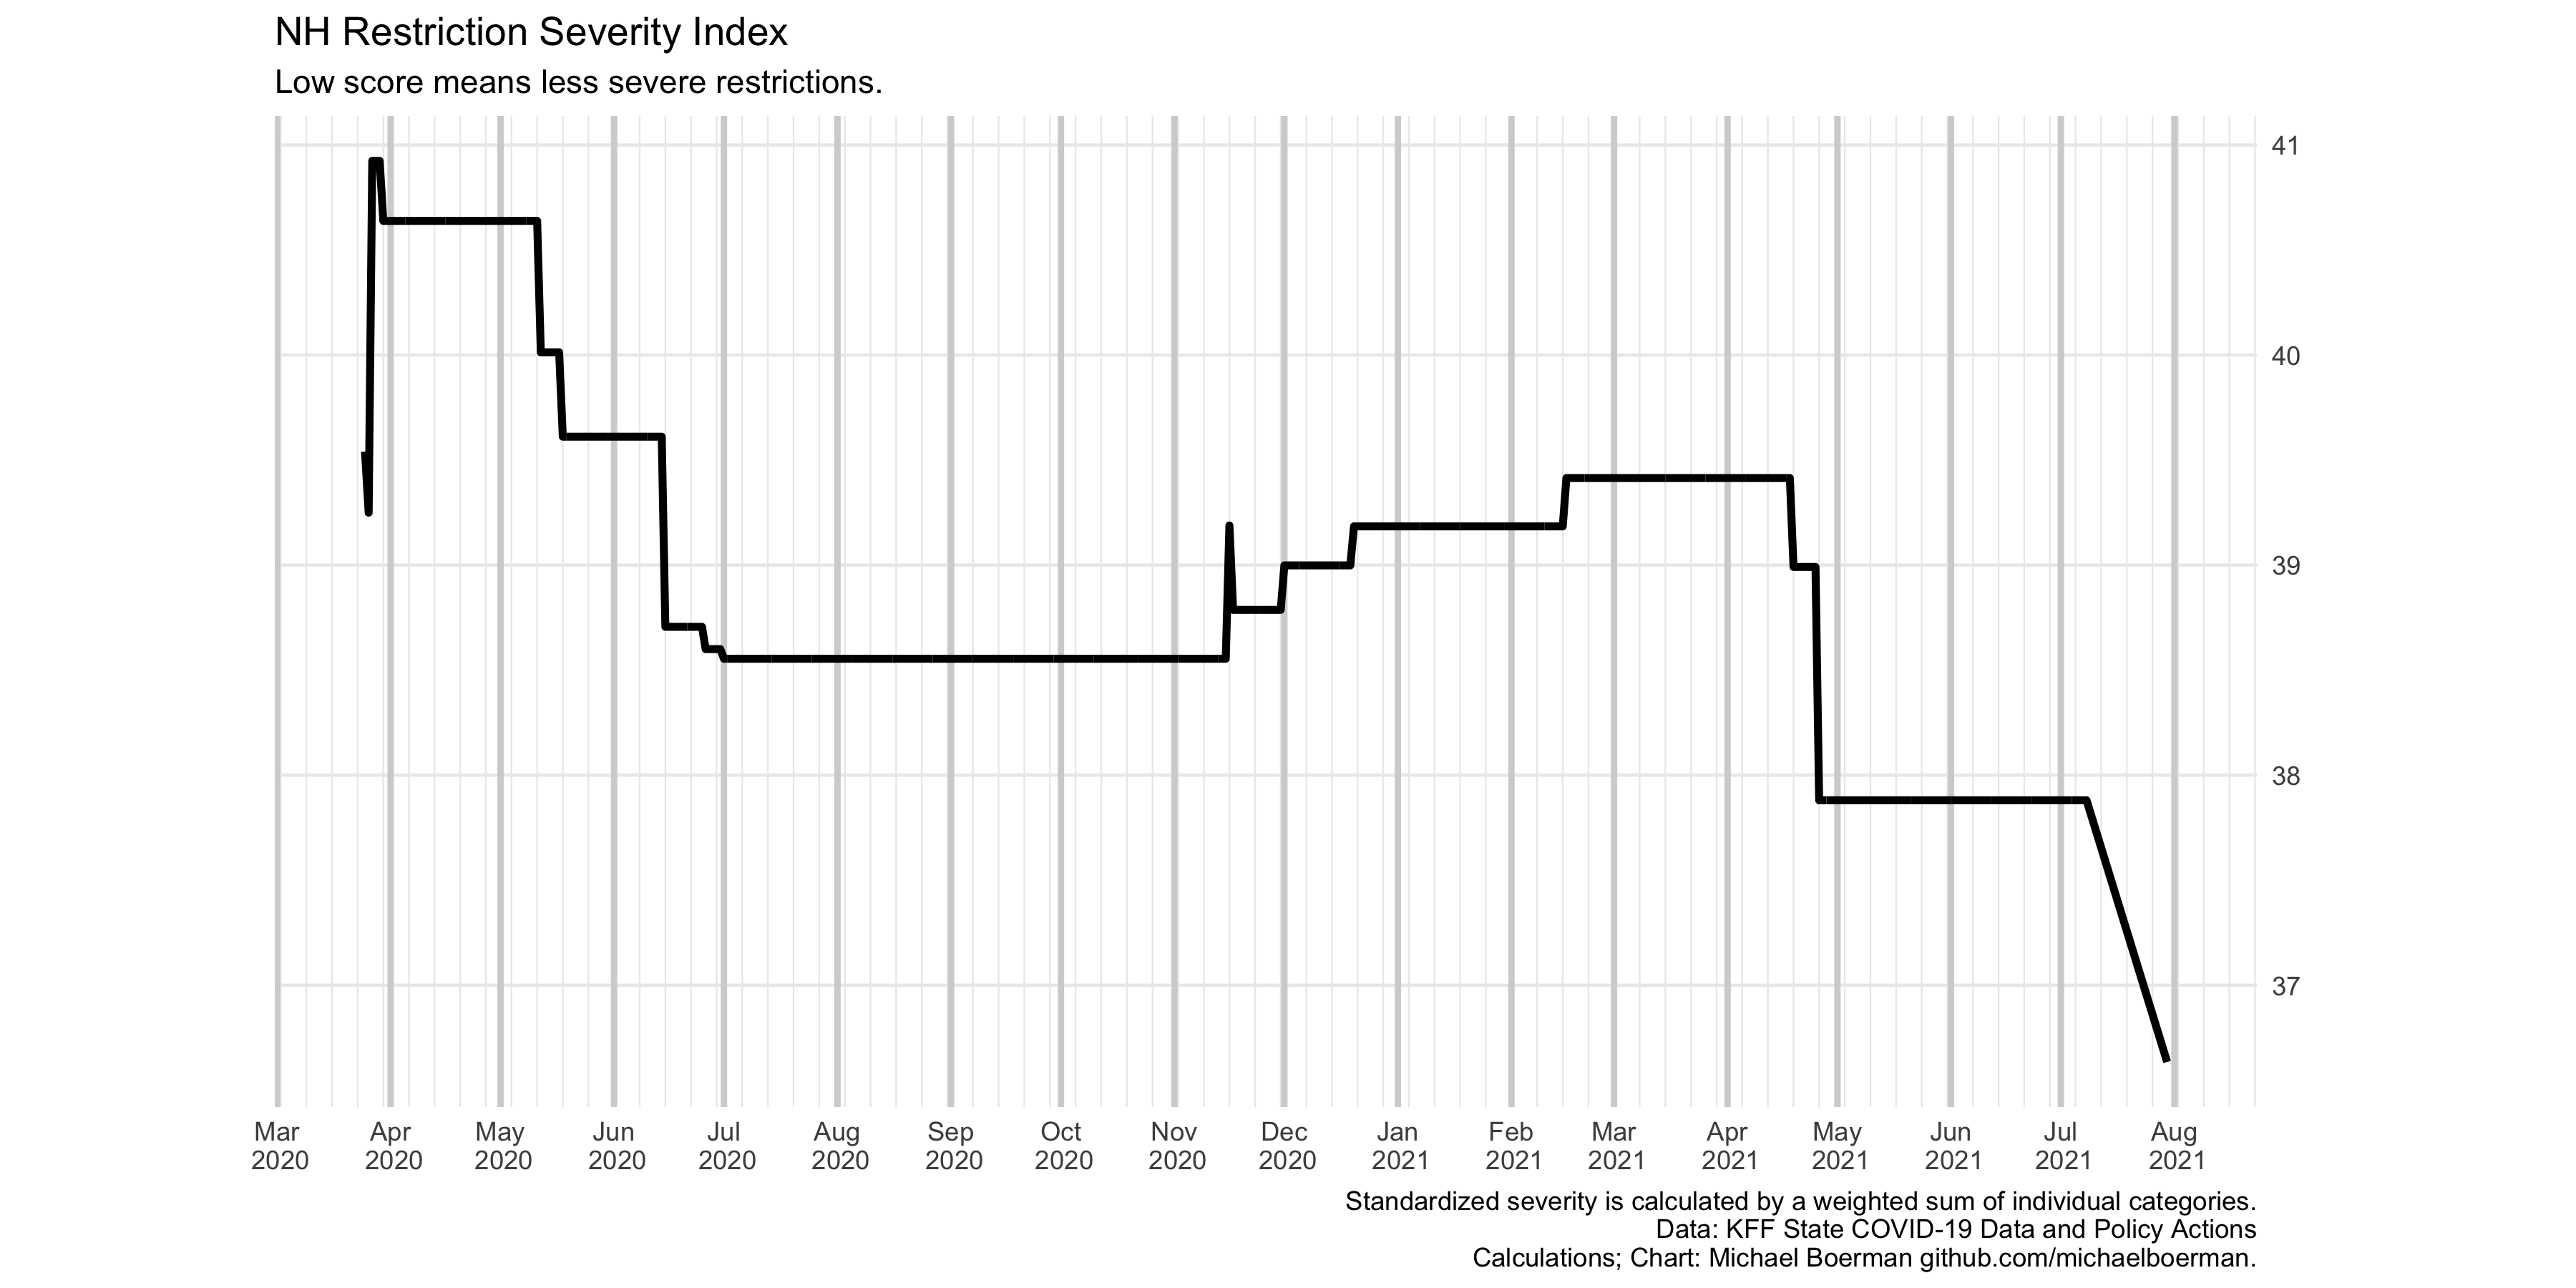 NH Restriction Severity Index
Low score means less severe restrictions.
41
40
39
38
37
Mar Apr May Jun Jul Aug Sep Oct Nov Dec Jan Feb Mar Apr May Jun Jul Aug
2020 2020 2020 2020 2020 2020 2020 2020 2020 2020 2021 2021 2021 2021 2021 2021 2021 2021
Standardized severity is calculated by a weighted sum of individual categories.
Data: KFF State COVID-19 Data and Policy Actions
Calculations; Chart: Michael Boerman github.com/michaelboerman.